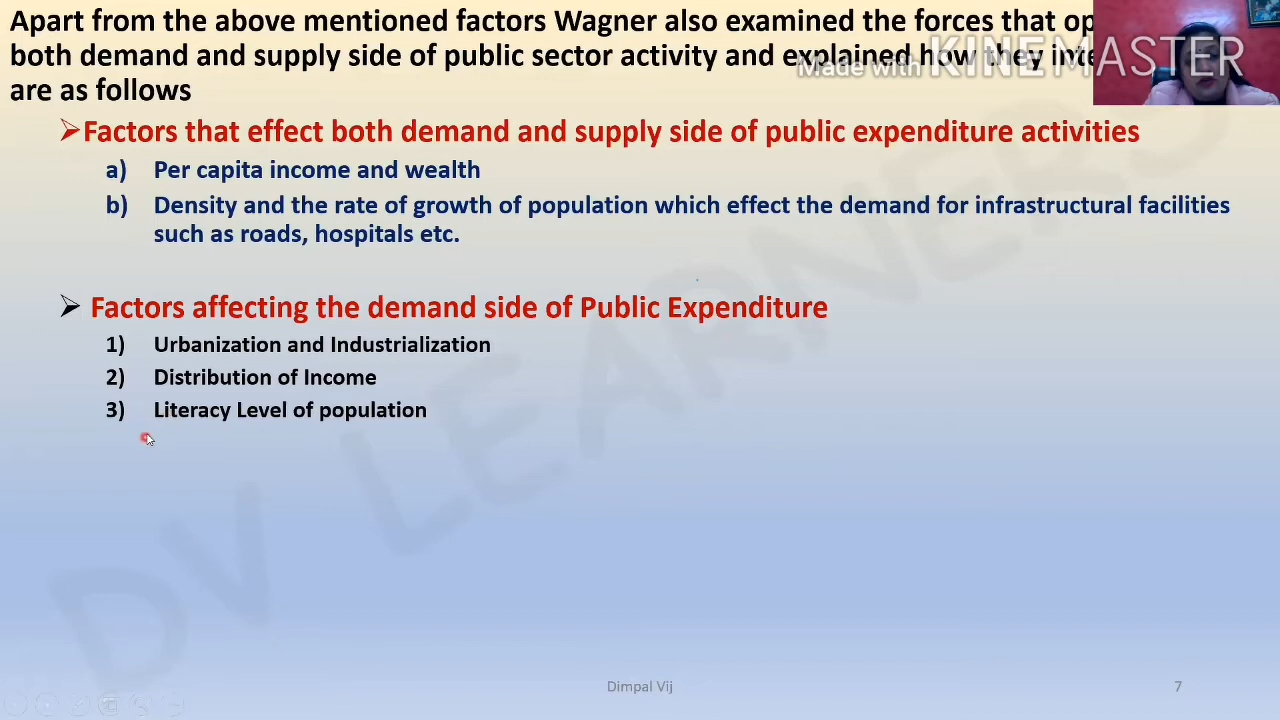 Apart from the above mentioned factors Wagner also examined the forces that
both demand and supply side of public sector activity and explained how they
are as follows
Made with KINEMASTER
➢Factors that effect both demand and supply side of public expenditure activities
a) Per capita income and wealth
b) Density and the rate of growth of population which effect the demand for infrastructural facilities
such as roads, hospitals etc.
➢ Factors affecting the demand side of Public Expenditure
1) Urbanization and Industrialization
2) Distribution of Income
3) Literacy Level of population
DV LEARNERS
Dimpal Vij
7